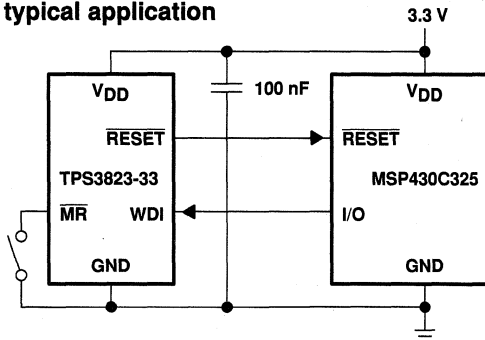 typical application
3.3 V
VDD
100 nF
VDD
RESET
RESET
TPS3823-33
MSP430C325
MR
WDI
I/O
GND
GND